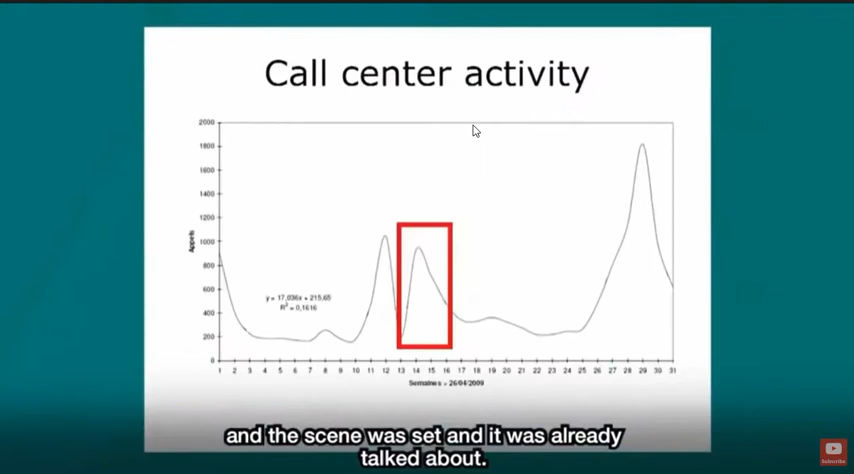 Call center activity
2000
1800
1600
1400
1200
1000
800
600
400
200
0
Appels
y = 17,036x + 215,65
R² = 0,1616
1 2 3 4 5 6 7 8 9 10 11 12 13 14 15 16 17 18 19 20 21 22 23 24 25 26 27 28 29 30 31
Semaines > 26/04/2009
and the scene was set and it was already
talked about.
Subscribe